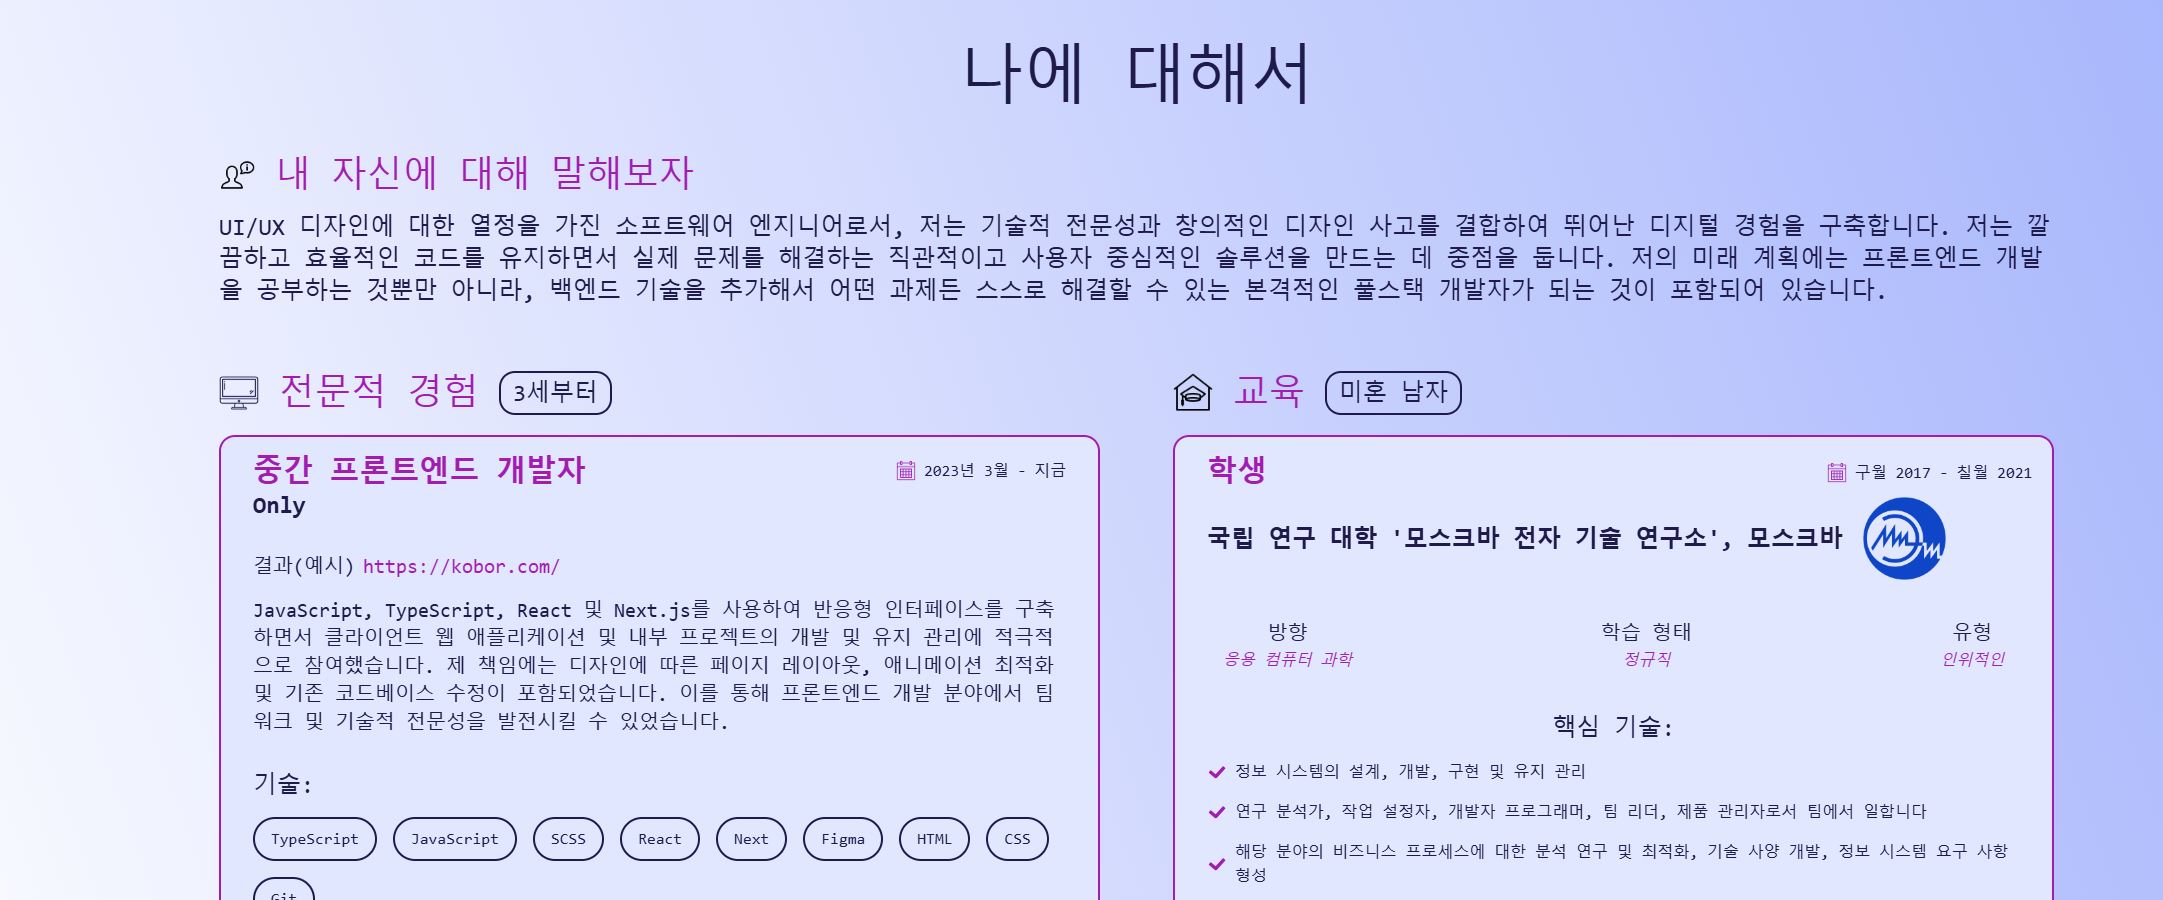 나에 대해서
내 자신에 대해 말해보자
UI/UX 디자인에 대한 열정을 가진 소프트웨어 엔지니어로서, 저는 기술적 전문성과 창의적인 디자인 사고를 결합하여 뛰어난 디지털 경험을 구축합니다. 저는 깔
끔하고 효율적인 코드를 유지하면서 실제 문제를 해결하는 직관적이고 사용자 중심적인 솔루션을 만드는 데 중점을 둡니다. 저의 미래 계획에는 프론트엔드 개발
을 공부하는 것뿐만 아니라, 백엔드 기술을 추가해서 어떤 과제든 스스로 해결할 수 있는 본격적인 풀스택 개발자가 되는 것이 포함되어 있습니다.
전문적 경험 3세부터
중간 프론트엔드 개발자
2023년 3월 - 지금
Only
결과(예시) https://kobor.com/
JavaScript, TypeScript, React 및 Next.js를 사용하여 반응형 인터페이스를 구축
하면서 클라이언트 웹 애플리케이션 및 내부 프로젝트의 개발 및 유지 관리에 적극적
으로 참여했습니다. 제 책임에는 디자인에 따른 페이지 레이아웃, 애니메이션 최적화
및 기존 코드베이스 수정이 포함되었습니다. 이를 통해 프론트엔드 개발 분야에서 팀
워크 및 기술적 전문성을 발전시킬 수 있었습니다.
기술:
TypeScript JavaScript SCSS React Next Figma HTML CSS
Git
교육 미혼 남자
학생
구월 2017 - 칠월 2021
국립 연구 대학 '모스크바 전자 기술 연구소', 모스크바
방향 학습 형태 유형
응용 컴퓨터 과학 정규직 인위적인
핵심 기술:
정보 시스템의 설계, 개발, 구현 및 유지 관리
연구 분석가, 작업 설정자, 개발자 프로그래머, 팀 리더, 제품 관리자로서 팀에서 일합니다
해당 분야의 비즈니스 프로세스에 대한 분석 연구 및 최적화, 기술 사양 개발, 정보 시스템 요구 사항
형성